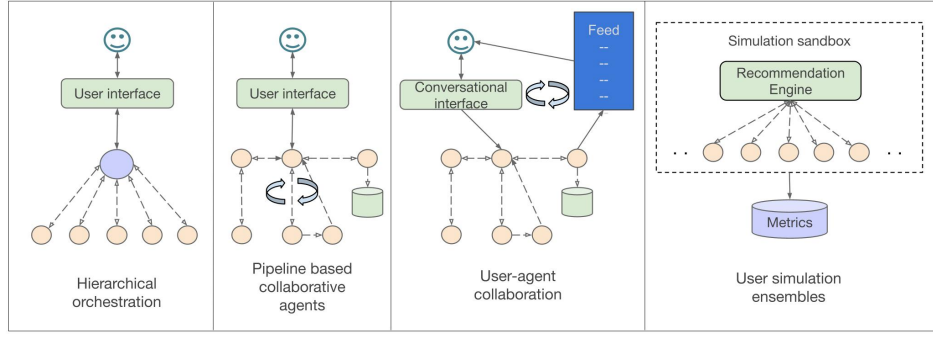 User interface
Hierarchical
orchestration
User interface
Pipeline based
collaborative
agents
Feed
--
--
--
--
Conversational
interface
User-agent
collaboration
Simulation sandbox
Recommendation
Engine
. .
. .
Metrics
User simulation
ensembles